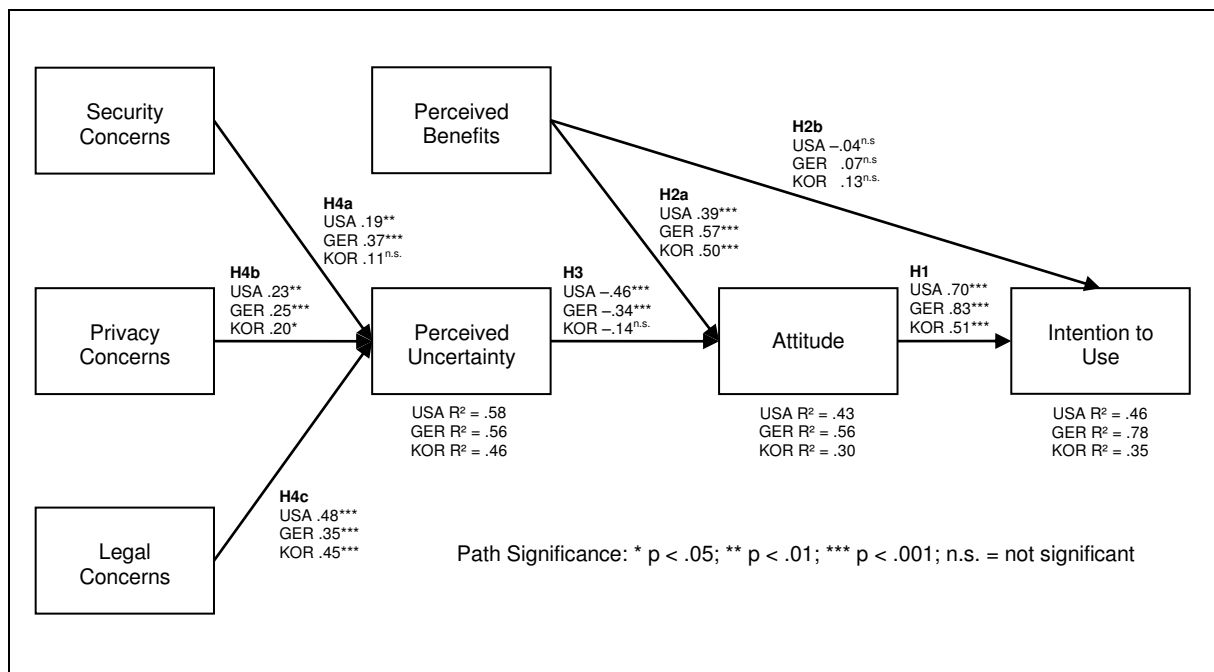 Security
Concerns
Perceived
Benefits
H2b
USA –.04n.s
GER .07n.s
KOR .13n.s.
H4a
USA .19**
GER .37***
KOR .11n.s.
H2a
USA .39***
GER .57***
KOR .50***
H4b
USA .23**
GER .25***
KOR .20*
H3
USA –.46***
GER –.34***
KOR –.14n.s.
H1
USA .70***
GER .83***
KOR .51***
Privacy
Concerns
Perceived
Uncertainty
Attitude
Intention to
Use
USA R² = .58
GER R² = .56
KOR R² = .46
USA R² = .43
GER R² = .56
KOR R² = .30
USA R² = .46
GER R² = .78
KOR R² = .35
H4c
USA .48***
GER .35***
KOR .45***
Legal
Concerns
Path Significance: * p < .05; ** p < .01; *** p < .001; n.s. = not significant